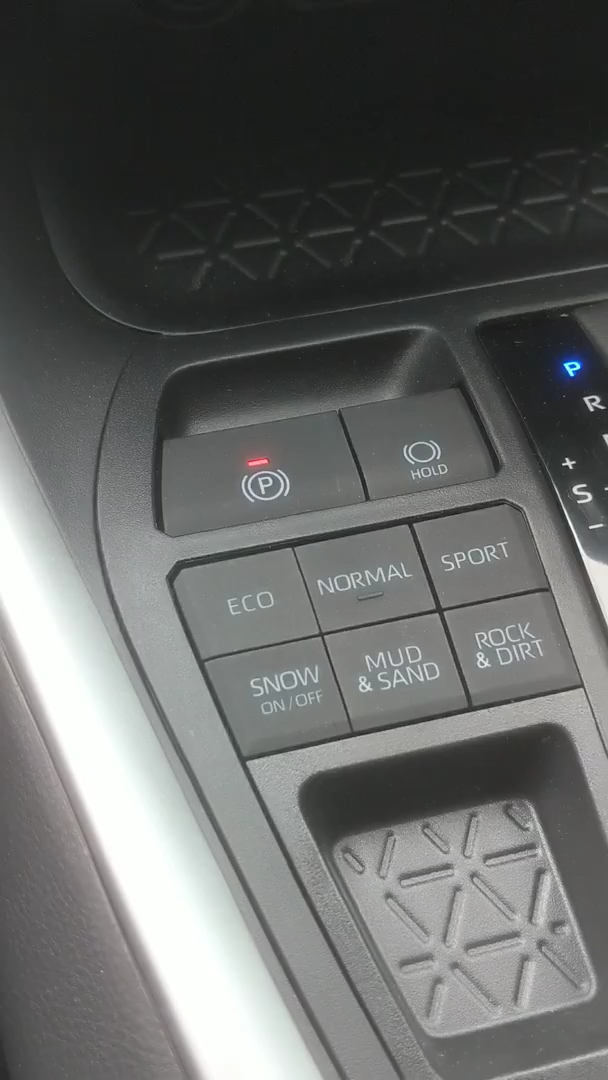 P
R
+
S
–
(P)
HOLD
ECO
NORMAL
SPORT
SNOW
ON/OFF
MUD
& SAND
ROCK
& DIRT